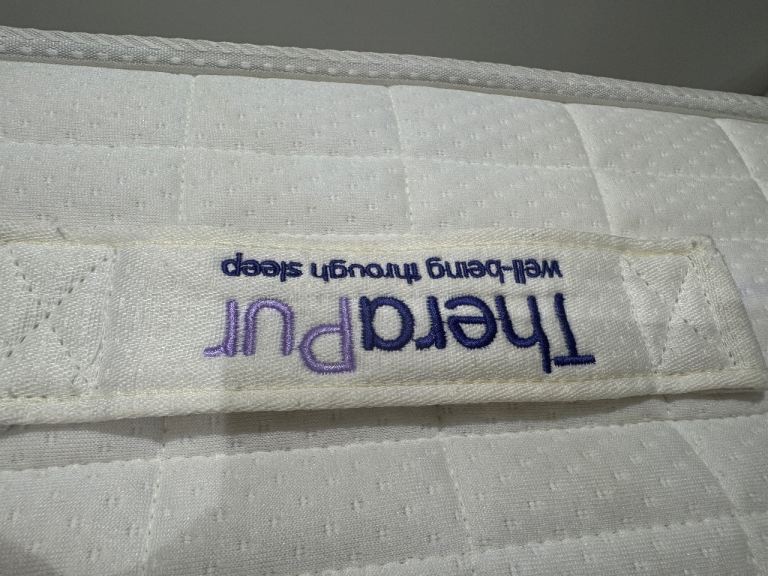 TheraPur
well-being through sleep